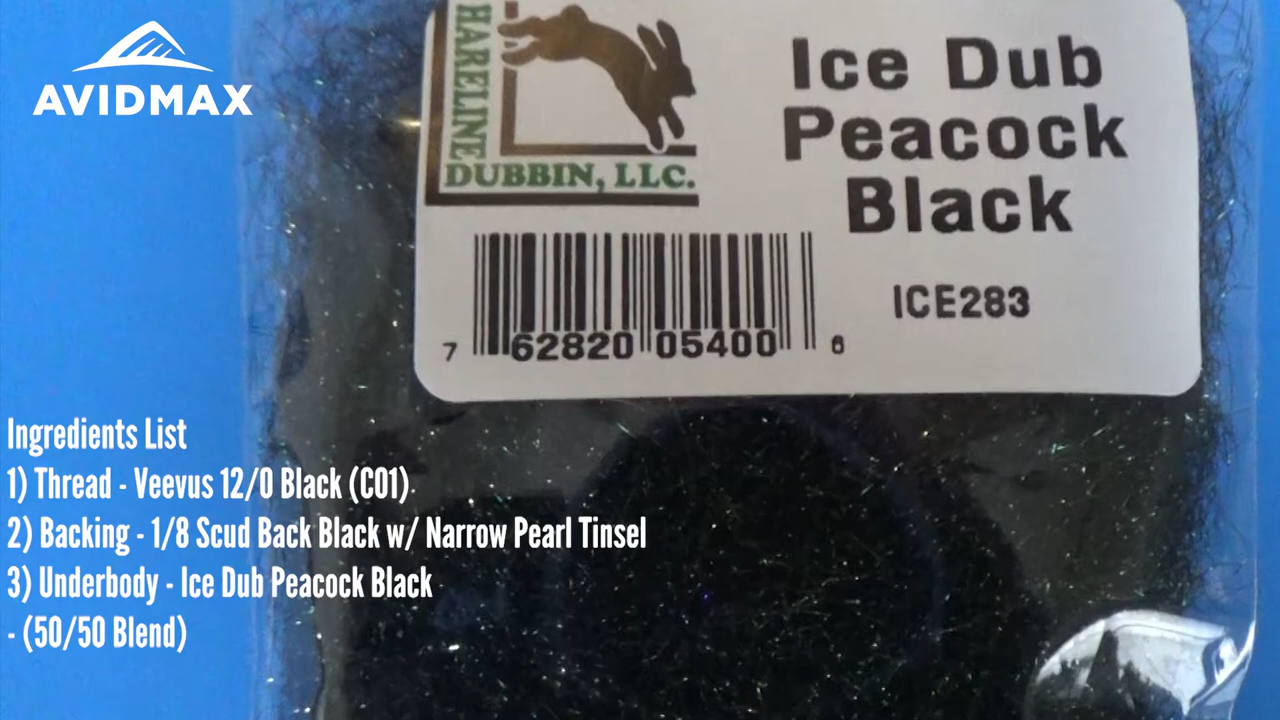 AVIDMAX
HARELINE
DUBBIN, LLC.
Ice Dub
Peacock
Black
ICE283
7 62820 05400 6
Ingredients List
1) Thread - Veevus 12/0 Black (C01)
2) Backing - 1/8 Scud Back Black w/ Narrow Pearl Tinsel
3) Underbody - Ice Dub Peacock Black
- (50/50 Blend)